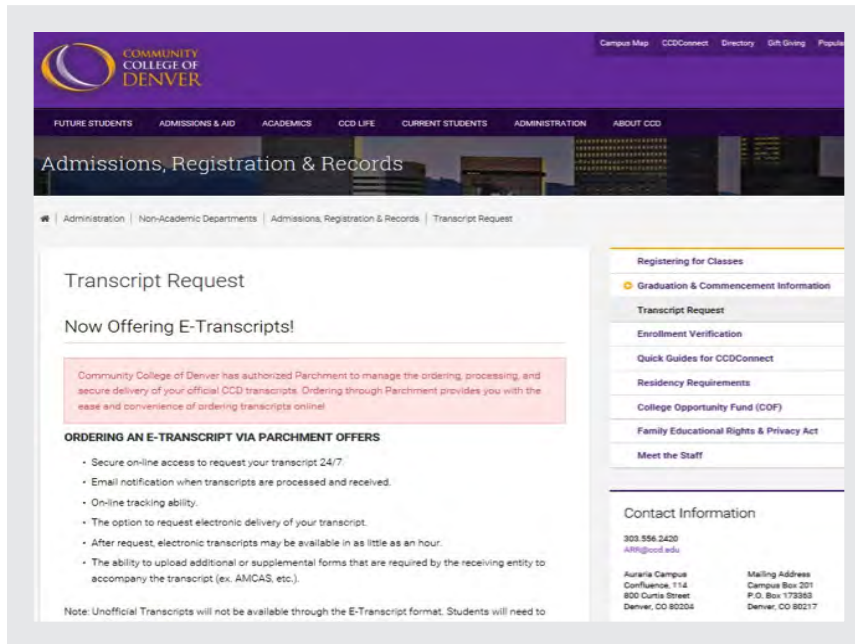 COMMUNITY
COLLEGE OF
DENVER
Campus Map CCDConnect Directory Gift Giving Popula
FUTURE STUDENTS ADMISSIONS & AID ACADEMICS CCD LIFE CURRENT STUDENTS ADMINISTRATION ABOUT CCD
Admissions, Registration & Records
Administration | Non-Academic Departments | Admissions, Registration & Records | Transcript Request
Transcript Request
Now Offering E-Transcripts!
Community College of Denver has authorized Parchment to manage the ordering, processing, and
secure delivery of your official CCD transcripts. Ordering through Parchment provides you with the
ease and convenience of ordering transcripts online!
ORDERING AN E-TRANSCRIPT VIA PARCHMENT OFFERS
• Secure on-line access to request your transcript 24/7.
• Email notification when transcripts are processed and received.
• On-line tracking ability.
• The option to request electronic delivery of your transcript.
• After request, electronic transcripts may be available in as little as an hour.
• The ability to upload additional or supplemental forms that are required by the receiving entity to
accompany the transcript (ex. AMCAS, etc.).
Note: Unofficial Transcripts will not be available through the E-Transcript format. Students will need to
Registering for Classes
Graduation & Commencement Information
Transcript Request
Enrollment Verification
Quick Guides for CCDConnect
Residency Requirements
College Opportunity Fund (COF)
Family Educational Rights & Privacy Act
Meet the Staff
Contact Information
303.556.2420
ARR@ccd.edu
Auraria Campus
Confluence, 114
800 Curtis Street
Denver, CO 80204
Mailing Address
Campus Box 201
P.O. Box 173363
Denver, CO 80217